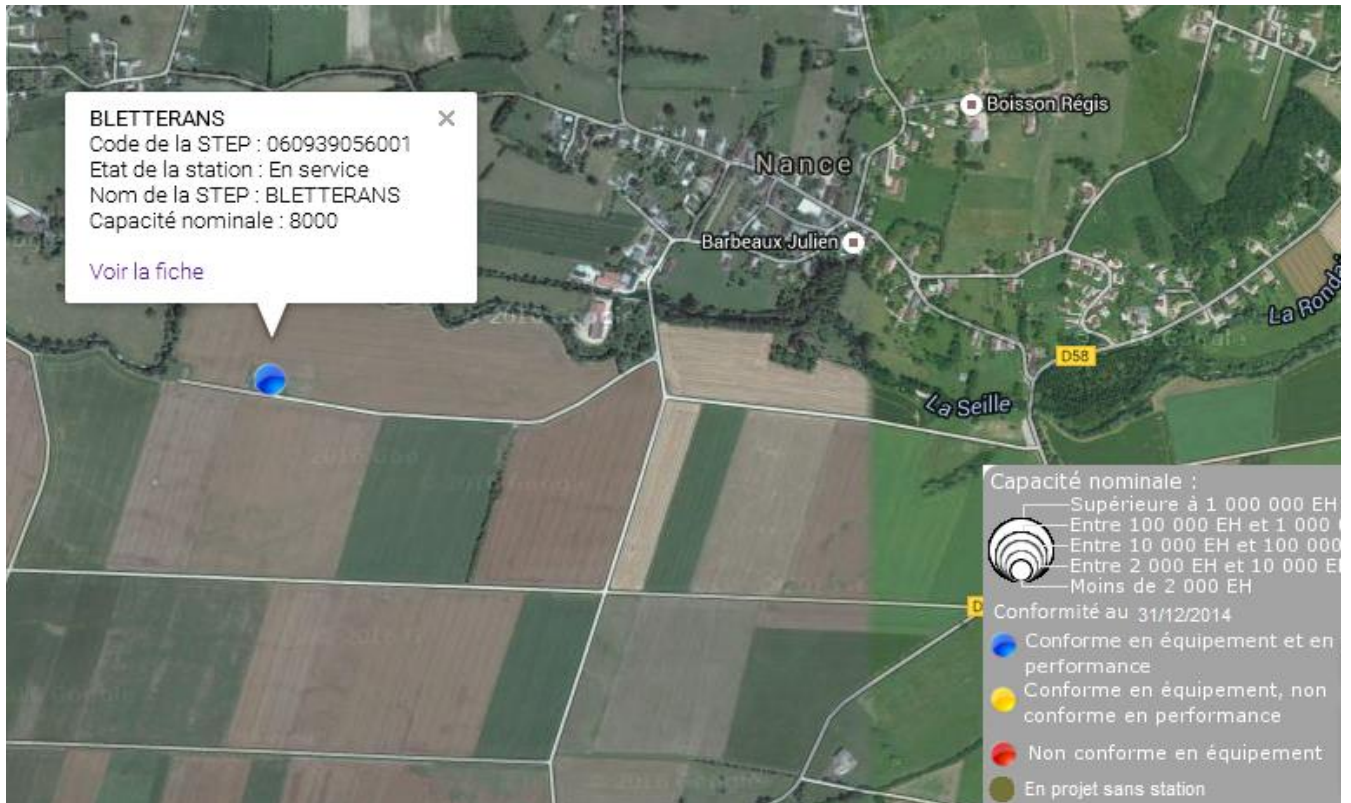 BLETTERANS
Code de la STEP : 060939056001
Etat de la station : En service
Nom de la STEP : BLETTERANS
Capacité nominale : 8000
Voir la fiche
Boisson Régis
Nance
Barbeaux Julien
La Ronda
D58
La Seille
D
Capacité nominale :
Supérieure à 1 000 000 EH
Entre 100 000 EH et 1 000
Entre 10 000 EH et 100 000
Entre 2 000 EH et 10 000 E
Moins de 2 000 EH
Conformité au 31/12/2014
Conforme en équipement et en
performance
Conforme en équipement, non
conforme en performance
Non conforme en équipement
En projet sans station